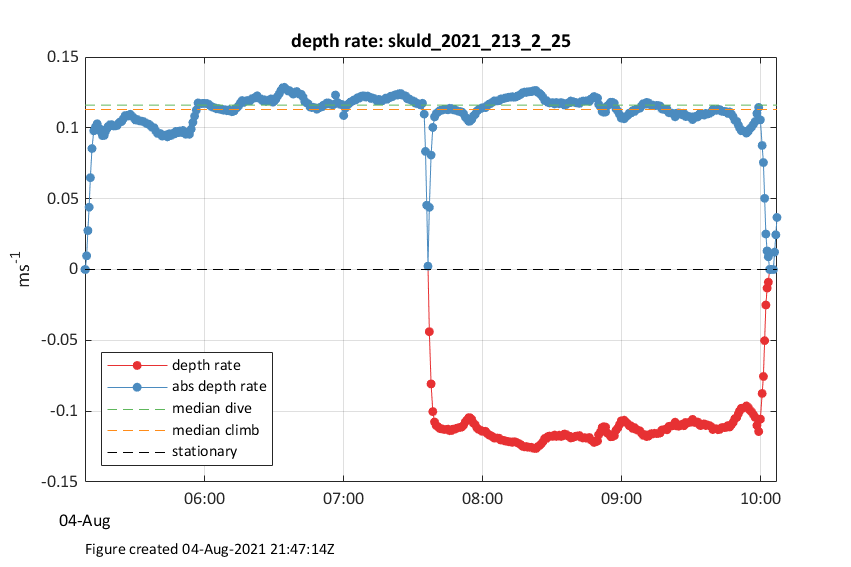 depth rate: skuld_2021_213_2_25
0.15
0.1
0.05
0
-0.05
-0.1
-0.15
ms-1
depth rate
abs depth rate
median dive
median climb
stationary
06:00 07:00 08:00 09:00 10:00
04-Aug
Figure created 04-Aug-2021 21:47:14Z